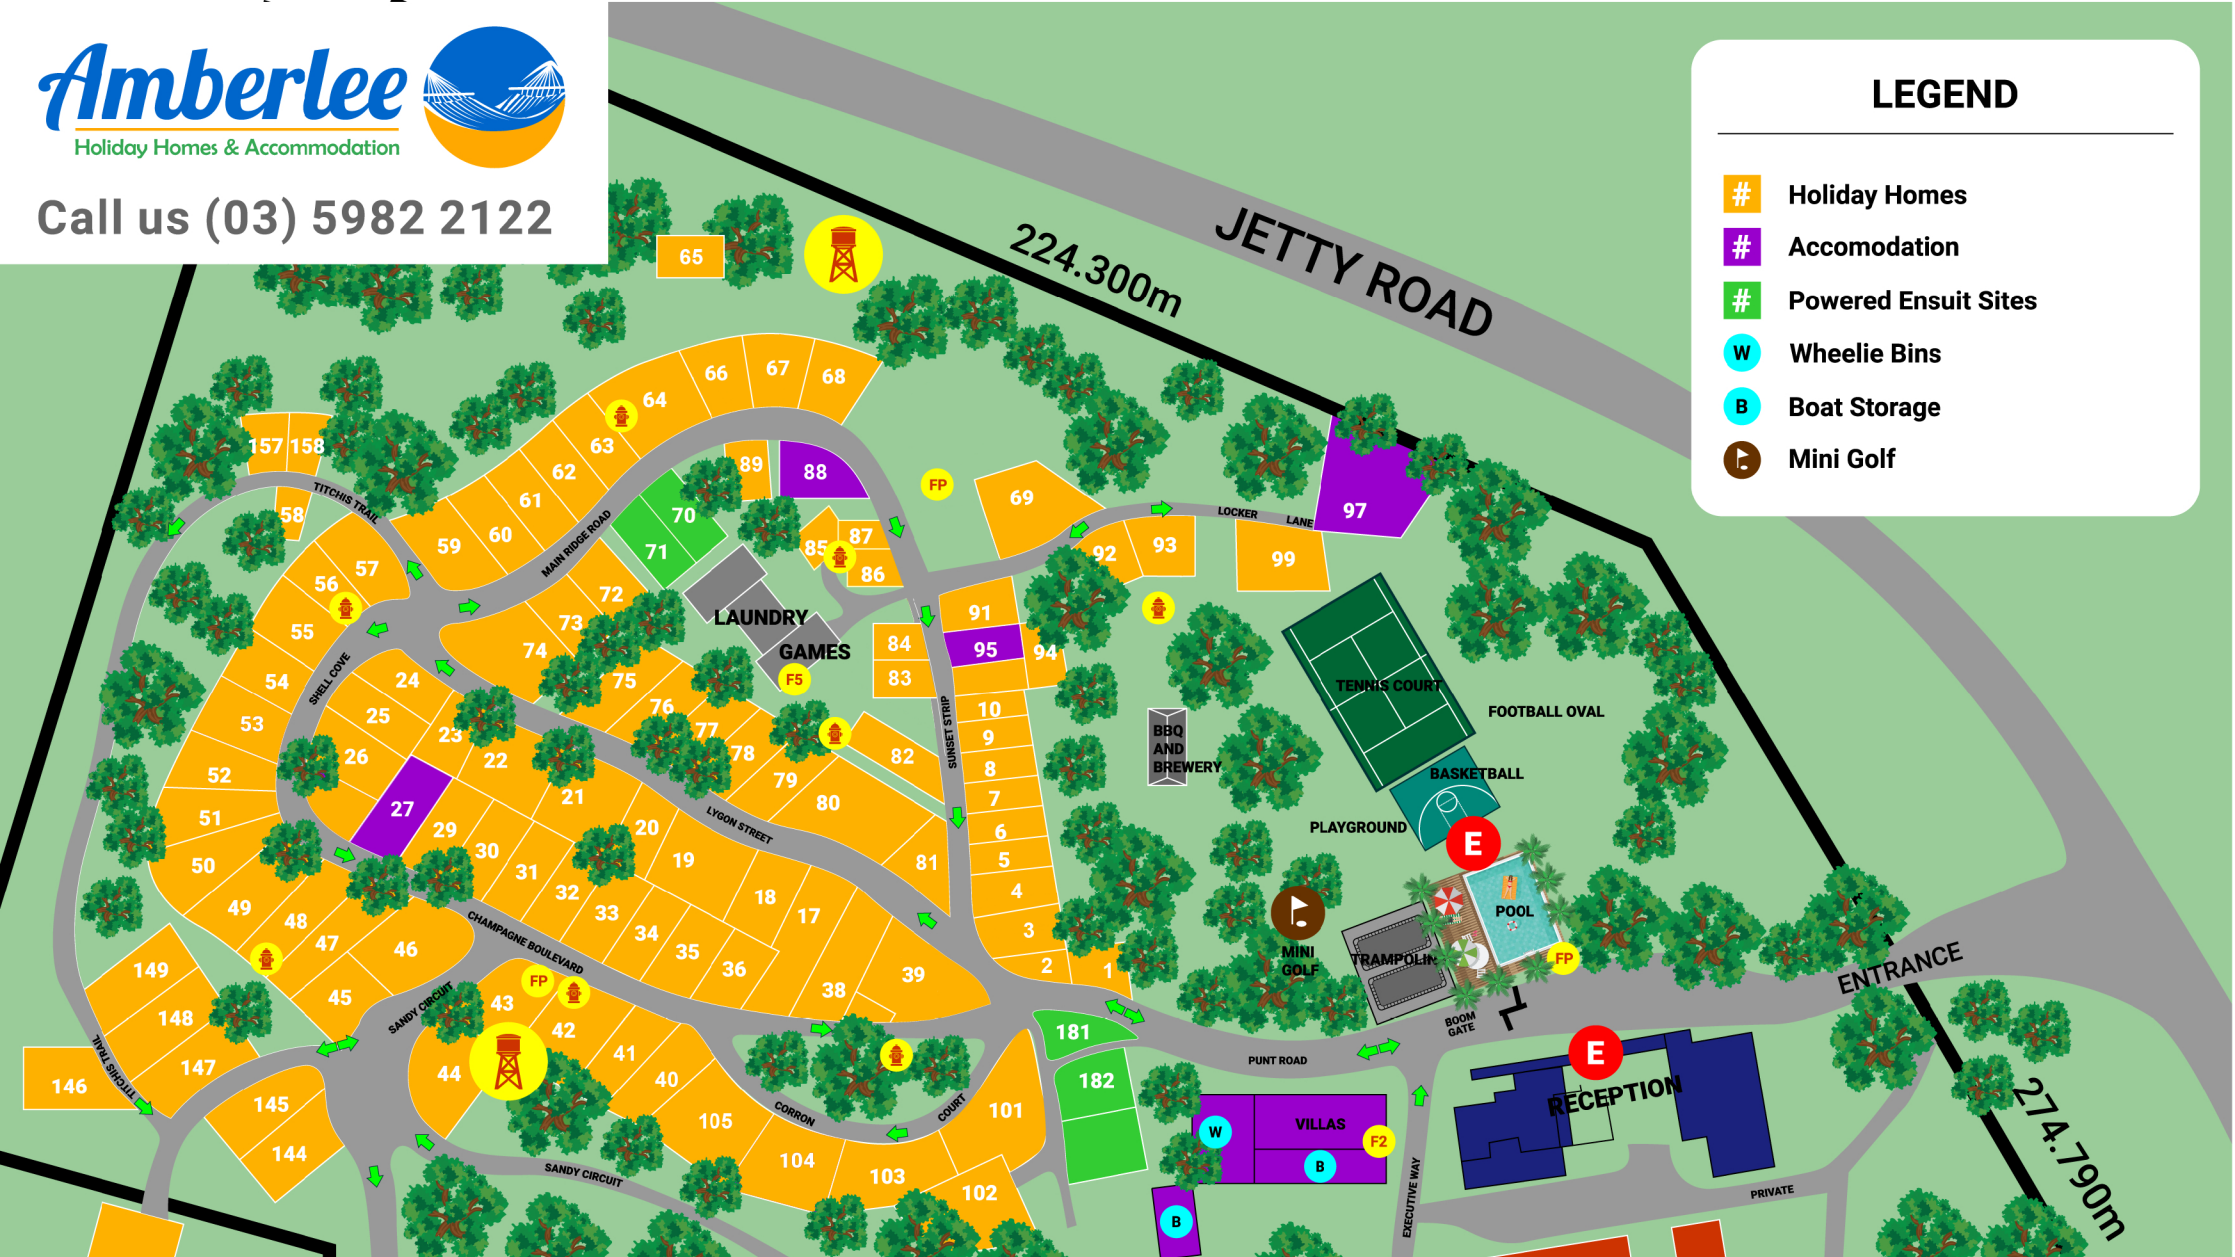 Amberlee
Holiday Homes & Accommodation
Call us (03) 5982 2122
LEGEND
# Holiday Homes
# Accomodation
# Powered Ensuit Sites
W Wheelie Bins
B Boat Storage
Mini Golf
JETTY ROAD
224.300m
65
66
67
68
64
63
62
61
60
59
157
158
58
TITCHIS TRAIL
89
88
FP
69
70
71
MAIN RIDGE ROAD
85
87
86
92
93
LOCKER
LANE
97
99
57
56
55
54
53
52
51
50
49
48
47
46
45
SHELL COVE
72
73
74
75
76
77
78
79
80
81
82
LAUNDRY
GAMES
F5
84
83
91
95
94
SUNSET STRIP
10
9
8
7
6
5
4
3
2
1
24
25
26
23
22
27
29
30
31
32
33
34
35
36
21
20
19
18
17
38
39
LYGON STREET
CHAMPAGNE BOULEVARD
TENNIS COURT
FOOTBALL OVAL
BBQ
AND
BREWERY
BASKETBALL
PLAYGROUND
E
POOL
FP
MINI
GOLF
TRAMPOLIN
BOOM
GATE
ENTRANCE
149
148
147
146
145
144
TITCHIS TRAIL
SANDY CIRCUIT
FP
43
42
41
40
44
105
104
103
102
101
CORRON
COURT
SANDY CIRCUIT
181
182
PUNT ROAD
E
RECEPTION
VILLAS
W
F2
B
B
EXECUTIVE WAY
PRIVATE
274.790m